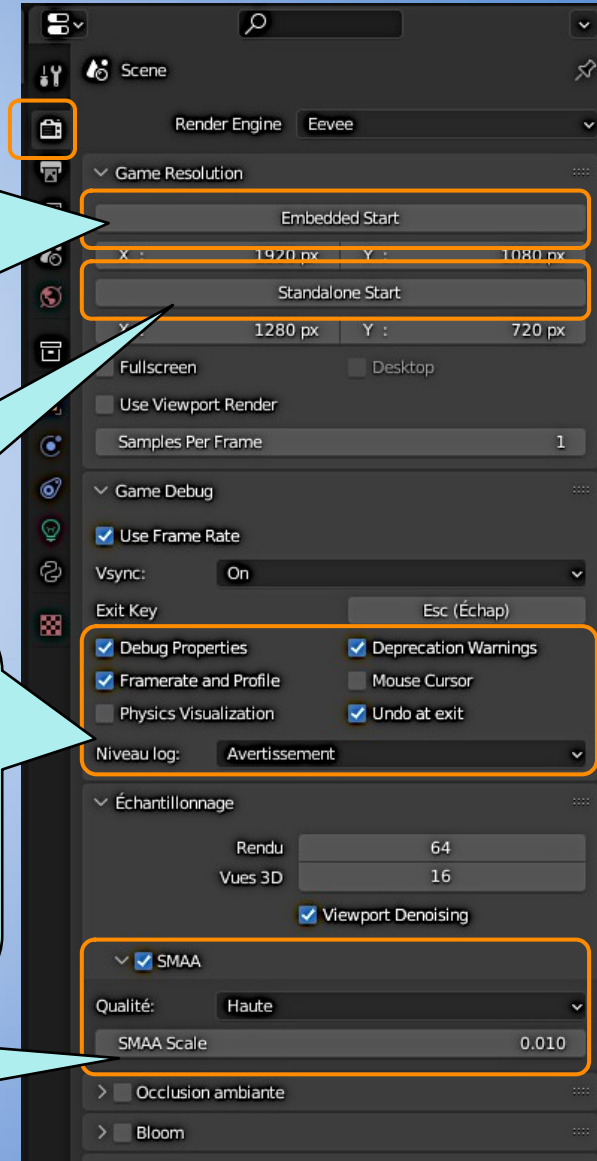 Scene
Render Engine Eevee
Game Resolution
Embedded Start
X : 1920 px Y : 1080 px
Standalone Start
X : 1280 px Y : 720 px
Fullscreen Desktop
Use Viewport Render
Samples Per Frame 1
Game Debug
Use Frame Rate
Vsync: On
Exit Key Esc (Échap)
Debug Properties Deprecation Warnings
Framerate and Profile Mouse Cursor
Physics Visualization Undo at exit
Niveau log: Avertissement
Échantillonnage
Rendu 64
Vues 3D 16
Viewport Denoising
SMAA
Qualité: Haute
SMAA Scale 0.010
Occlusion ambiante
Bloom